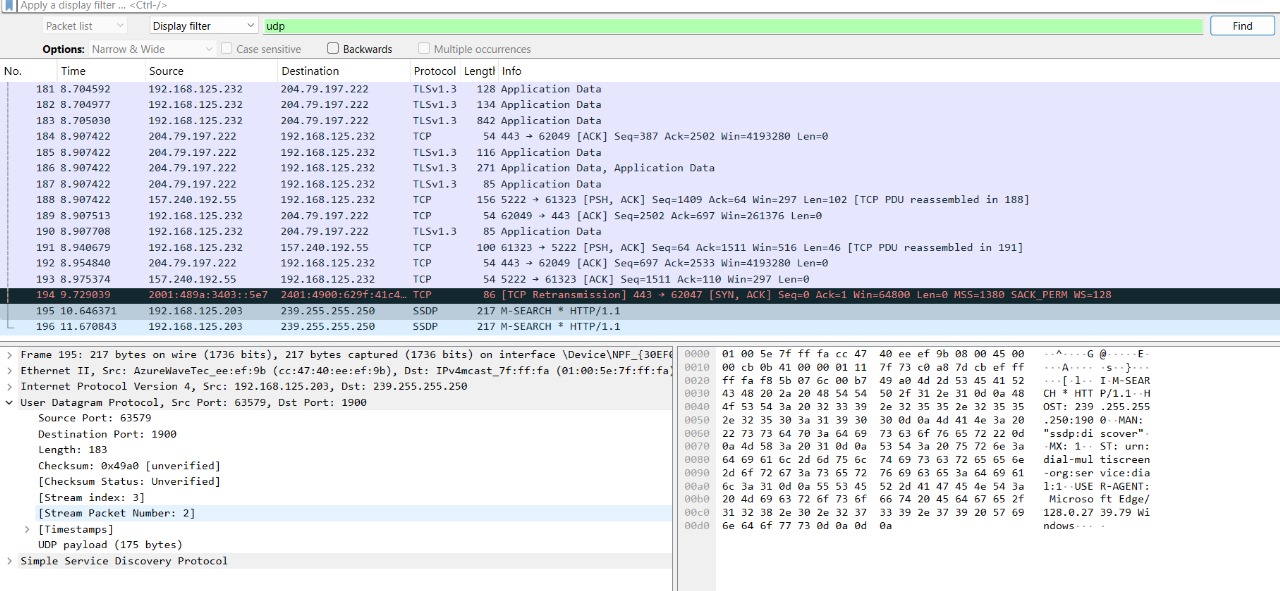 Apply a display filter ... <Ctrl-/>
Packet list Display filter udp Find
Options: Narrow & Wide Case sensitive Backwards Multiple occurrences
No. Time Source Destination Protocol Length Info
181 8.704592 192.168.125.232 204.79.197.222 TLSv1.3 128 Application Data
182 8.704977 192.168.125.232 204.79.197.222 TLSv1.3 134 Application Data
183 8.705030 192.168.125.232 204.79.197.222 TLSv1.3 842 Application Data
184 8.907422 204.79.197.222 192.168.125.232 TCP 54 443 → 62049 [ACK] Seq=387 Ack=2502 Win=4193280 Len=0
185 8.907422 204.79.197.222 192.168.125.232 TLSv1.3 116 Application Data
186 8.907422 204.79.197.222 192.168.125.232 TLSv1.3 271 Application Data, Application Data
187 8.907422 204.79.197.222 192.168.125.232 TLSv1.3 85 Application Data
188 8.907422 157.240.192.55 192.168.125.232 TCP 156 5222 → 61323 [PSH, ACK] Seq=1409 Ack=64 Win=297 Len=102 [TCP PDU reassembled in 188]
189 8.907513 192.168.125.232 204.79.197.222 TCP 54 62049 → 443 [ACK] Seq=2502 Ack=697 Win=261376 Len=0
190 8.907708 192.168.125.232 204.79.197.222 TLSv1.3 85 Application Data
191 8.940679 192.168.125.232 157.240.192.55 TCP 100 61323 → 5222 [PSH, ACK] Seq=64 Ack=1511 Win=516 Len=46 [TCP PDU reassembled in 191]
192 8.954840 204.79.197.222 192.168.125.232 TCP 54 443 → 62049 [ACK] Seq=697 Ack=2533 Win=4193280 Len=0
193 8.975374 157.240.192.55 192.168.125.232 TCP 54 5222 → 61323 [ACK] Seq=1511 Ack=110 Win=297 Len=0
194 9.729039 2001:489a:3403::5e7 2401:4900:629f:41c4… TCP 86 [TCP Retransmission] 443 → 62047 [SYN, ACK] Seq=0 Ack=1 Win=64800 Len=0 MSS=1380 SACK_PERM WS=128
195 10.646371 192.168.125.203 239.255.255.250 SSDP 217 M-SEARCH * HTTP/1.1
196 11.670843 192.168.125.203 239.255.255.250 SSDP 217 M-SEARCH * HTTP/1.1
Frame 195: 217 bytes on wire (1736 bits), 217 bytes captured (1736 bits) on interface \Device\NPF_{30EF
Ethernet II, Src: AzureWaveTec_ee:ef:9b (cc:47:40:ee:ef:9b), Dst: IPv4mcast_7f:ff:fa (01:00:5e:7f:ff:fa)
Internet Protocol Version 4, Src: 192.168.125.203, Dst: 239.255.255.250
User Datagram Protocol, Src Port: 63579, Dst Port: 1900
Source Port: 63579
Destination Port: 1900
Length: 183
Checksum: 0x49a0 [unverified]
[Checksum Status: Unverified]
[Stream index: 3]
[Stream Packet Number: 2]
[Timestamps]
UDP payload (175 bytes)
Simple Service Discovery Protocol
0000 01 00 5e 7f ff fa cc 47 40 ee ef 9b 08 00 45 00 ··^····G @·····E·
0010 00 cb 0b 41 00 00 01 11 7f 73 c0 a8 7d cb ef ff ···A···· ·s··}···
0020 ff fa f8 5b 07 6c 00 b7 49 a0 4d 2d 53 45 41 52 ···[·l·· I·M-SEAR
0030 43 48 20 2a 20 48 54 54 50 2f 31 2e 31 0d 0a 48 CH * HTT P/1.1··H
0040 4f 53 54 3a 20 32 33 39 2e 32 35 35 2e 32 35 35 OST: 239 .255.255
0050 2e 32 35 30 3a 31 39 30 30 0d 0a 4d 41 4e 3a 20 .250:190 0··MAN:
0060 22 73 73 64 70 3a 64 69 73 63 6f 76 65 72 22 0d "ssdp:di scover"·
0070 0a 4d 58 3a 20 31 0d 0a 53 54 3a 20 75 72 6e 3a ·MX: 1·· ST: urn:
0080 64 69 61 6c 2d 6d 75 6c 74 69 73 63 72 65 65 6e dial-mul tiscreen
0090 2d 6f 72 67 3a 73 65 72 76 69 63 65 3a 64 69 61 -org:ser vice:dia
00a0 6c 3a 31 0d 0a 55 53 45 52 2d 41 47 45 4e 54 3a l:1··USE R-AGENT:
00b0 20 4d 69 63 72 6f 73 6f 66 74 20 45 64 67 65 2f Microso ft Edge/
00c0 31 32 38 2e 30 2e 32 37 33 39 2e 37 39 20 57 69 128.0.27 39.79 Wi
00d0 6e 64 6f 77 73 0d 0a 0d 0a ndows··· ·